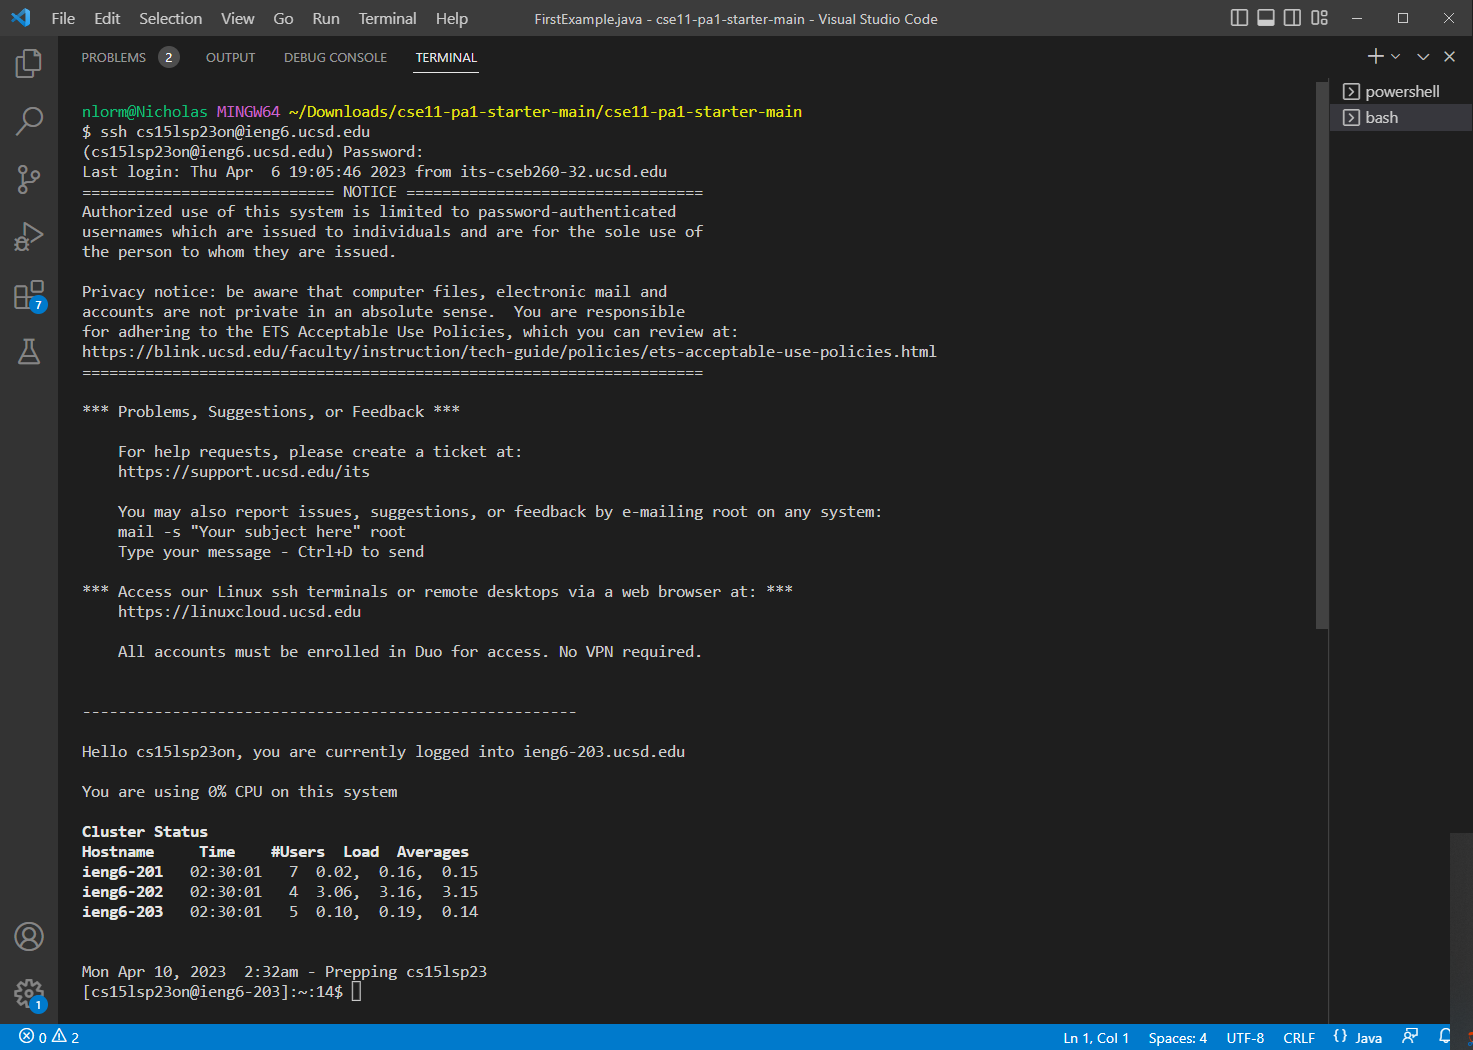 File Edit Selection View Go Run Terminal Help FirstExample.java - cse11-pa1-starter-main - Visual Studio Code
PROBLEMS 2 OUTPUT DEBUG CONSOLE TERMINAL
powershell
bash
nlorm@Nicholas MINGW64 ~/Downloads/cse11-pa1-starter-main/cse11-pa1-starter-main
$ ssh cs15lsp23on@ieng6.ucsd.edu
(cs15lsp23on@ieng6.ucsd.edu) Password:
Last login: Thu Apr  6 19:05:46 2023 from its-cseb260-32.ucsd.edu
============================ NOTICE =================================
Authorized use of this system is limited to password-authenticated
usernames which are issued to individuals and are for the sole use of
the person to whom they are issued.
Privacy notice: be aware that computer files, electronic mail and
accounts are not private in an absolute sense.  You are responsible
for adhering to the ETS Acceptable Use Policies, which you can review at:
https://blink.ucsd.edu/faculty/instruction/tech-guide/policies/ets-acceptable-use-policies.html
=====================================================================
*** Problems, Suggestions, or Feedback ***
For help requests, please create a ticket at:
https://support.ucsd.edu/its
You may also report issues, suggestions, or feedback by e-mailing root on any system:
mail -s "Your subject here" root
Type your message - Ctrl+D to send
*** Access our Linux ssh terminals or remote desktops via a web browser at: ***
https://linuxcloud.ucsd.edu
All accounts must be enrolled in Duo for access. No VPN required.
-------------------------------------------------------
Hello cs15lsp23on, you are currently logged into ieng6-203.ucsd.edu
You are using 0% CPU on this system
Cluster Status
Hostname     Time    #Users  Load  Averages
ieng6-201   02:30:01   7  0.02,  0.16,  0.15
ieng6-202   02:30:01   4  3.06,  3.16,  3.15
ieng6-203   02:30:01   5  0.10,  0.19,  0.14
Mon Apr 10, 2023  2:32am - Prepping cs15lsp23
[cs15lsp23on@ieng6-203]:~:14$
7
1
0 2 Ln 1, Col 1 Spaces: 4 UTF-8 CRLF {} Java